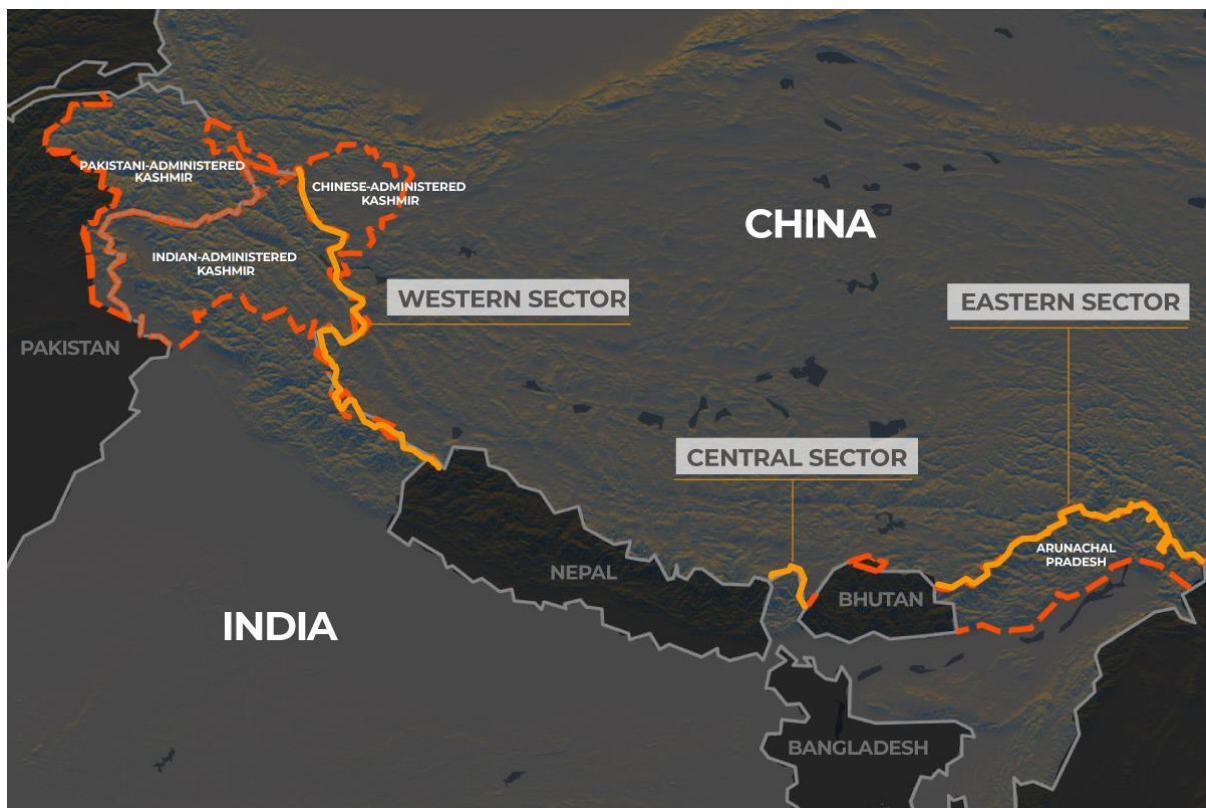 PAKISTANI-ADMINISTERED
KASHMIR
CHINESE-ADMINISTERED
KASHMIR
CHINA
INDIAN-ADMINISTERED
KASHMIR
WESTERN SECTOR
EASTERN SECTOR
PAKISTAN
CENTRAL SECTOR
ARUNACHAL
PRADESH
NEPAL
BHUTAN
INDIA
BANGLADESH